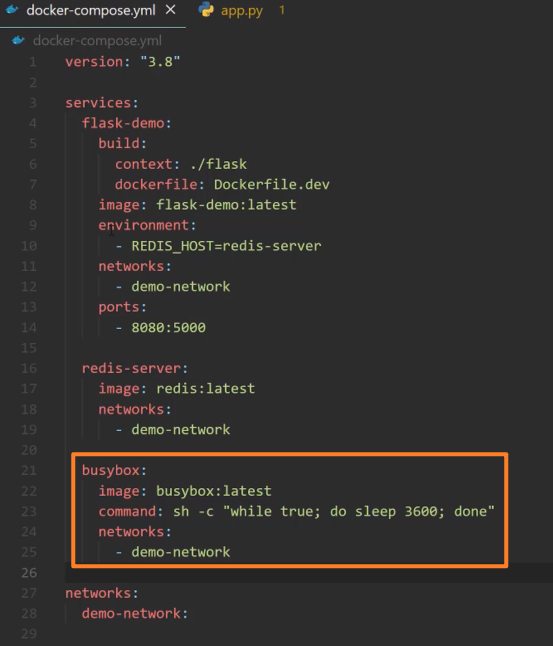 docker-compose.yml ✕ app.py 1
docker-compose.yml
1 version: "3.8"
2
3 services:
4   flask-demo:
5     build:
6       context: ./flask
7       dockerfile: Dockerfile.dev
8     image: flask-demo:latest
9     environment:
10       - REDIS_HOST=redis-server
11     networks:
12       - demo-network
13     ports:
14       - 8080:5000
15
16   redis-server:
17     image: redis:latest
18     networks:
19       - demo-network
20
21   busybox:
22     image: busybox:latest
23     command: sh -c "while true; do sleep 3600; done"
24     networks:
25       - demo-network
26
27 networks:
28   demo-network:
29